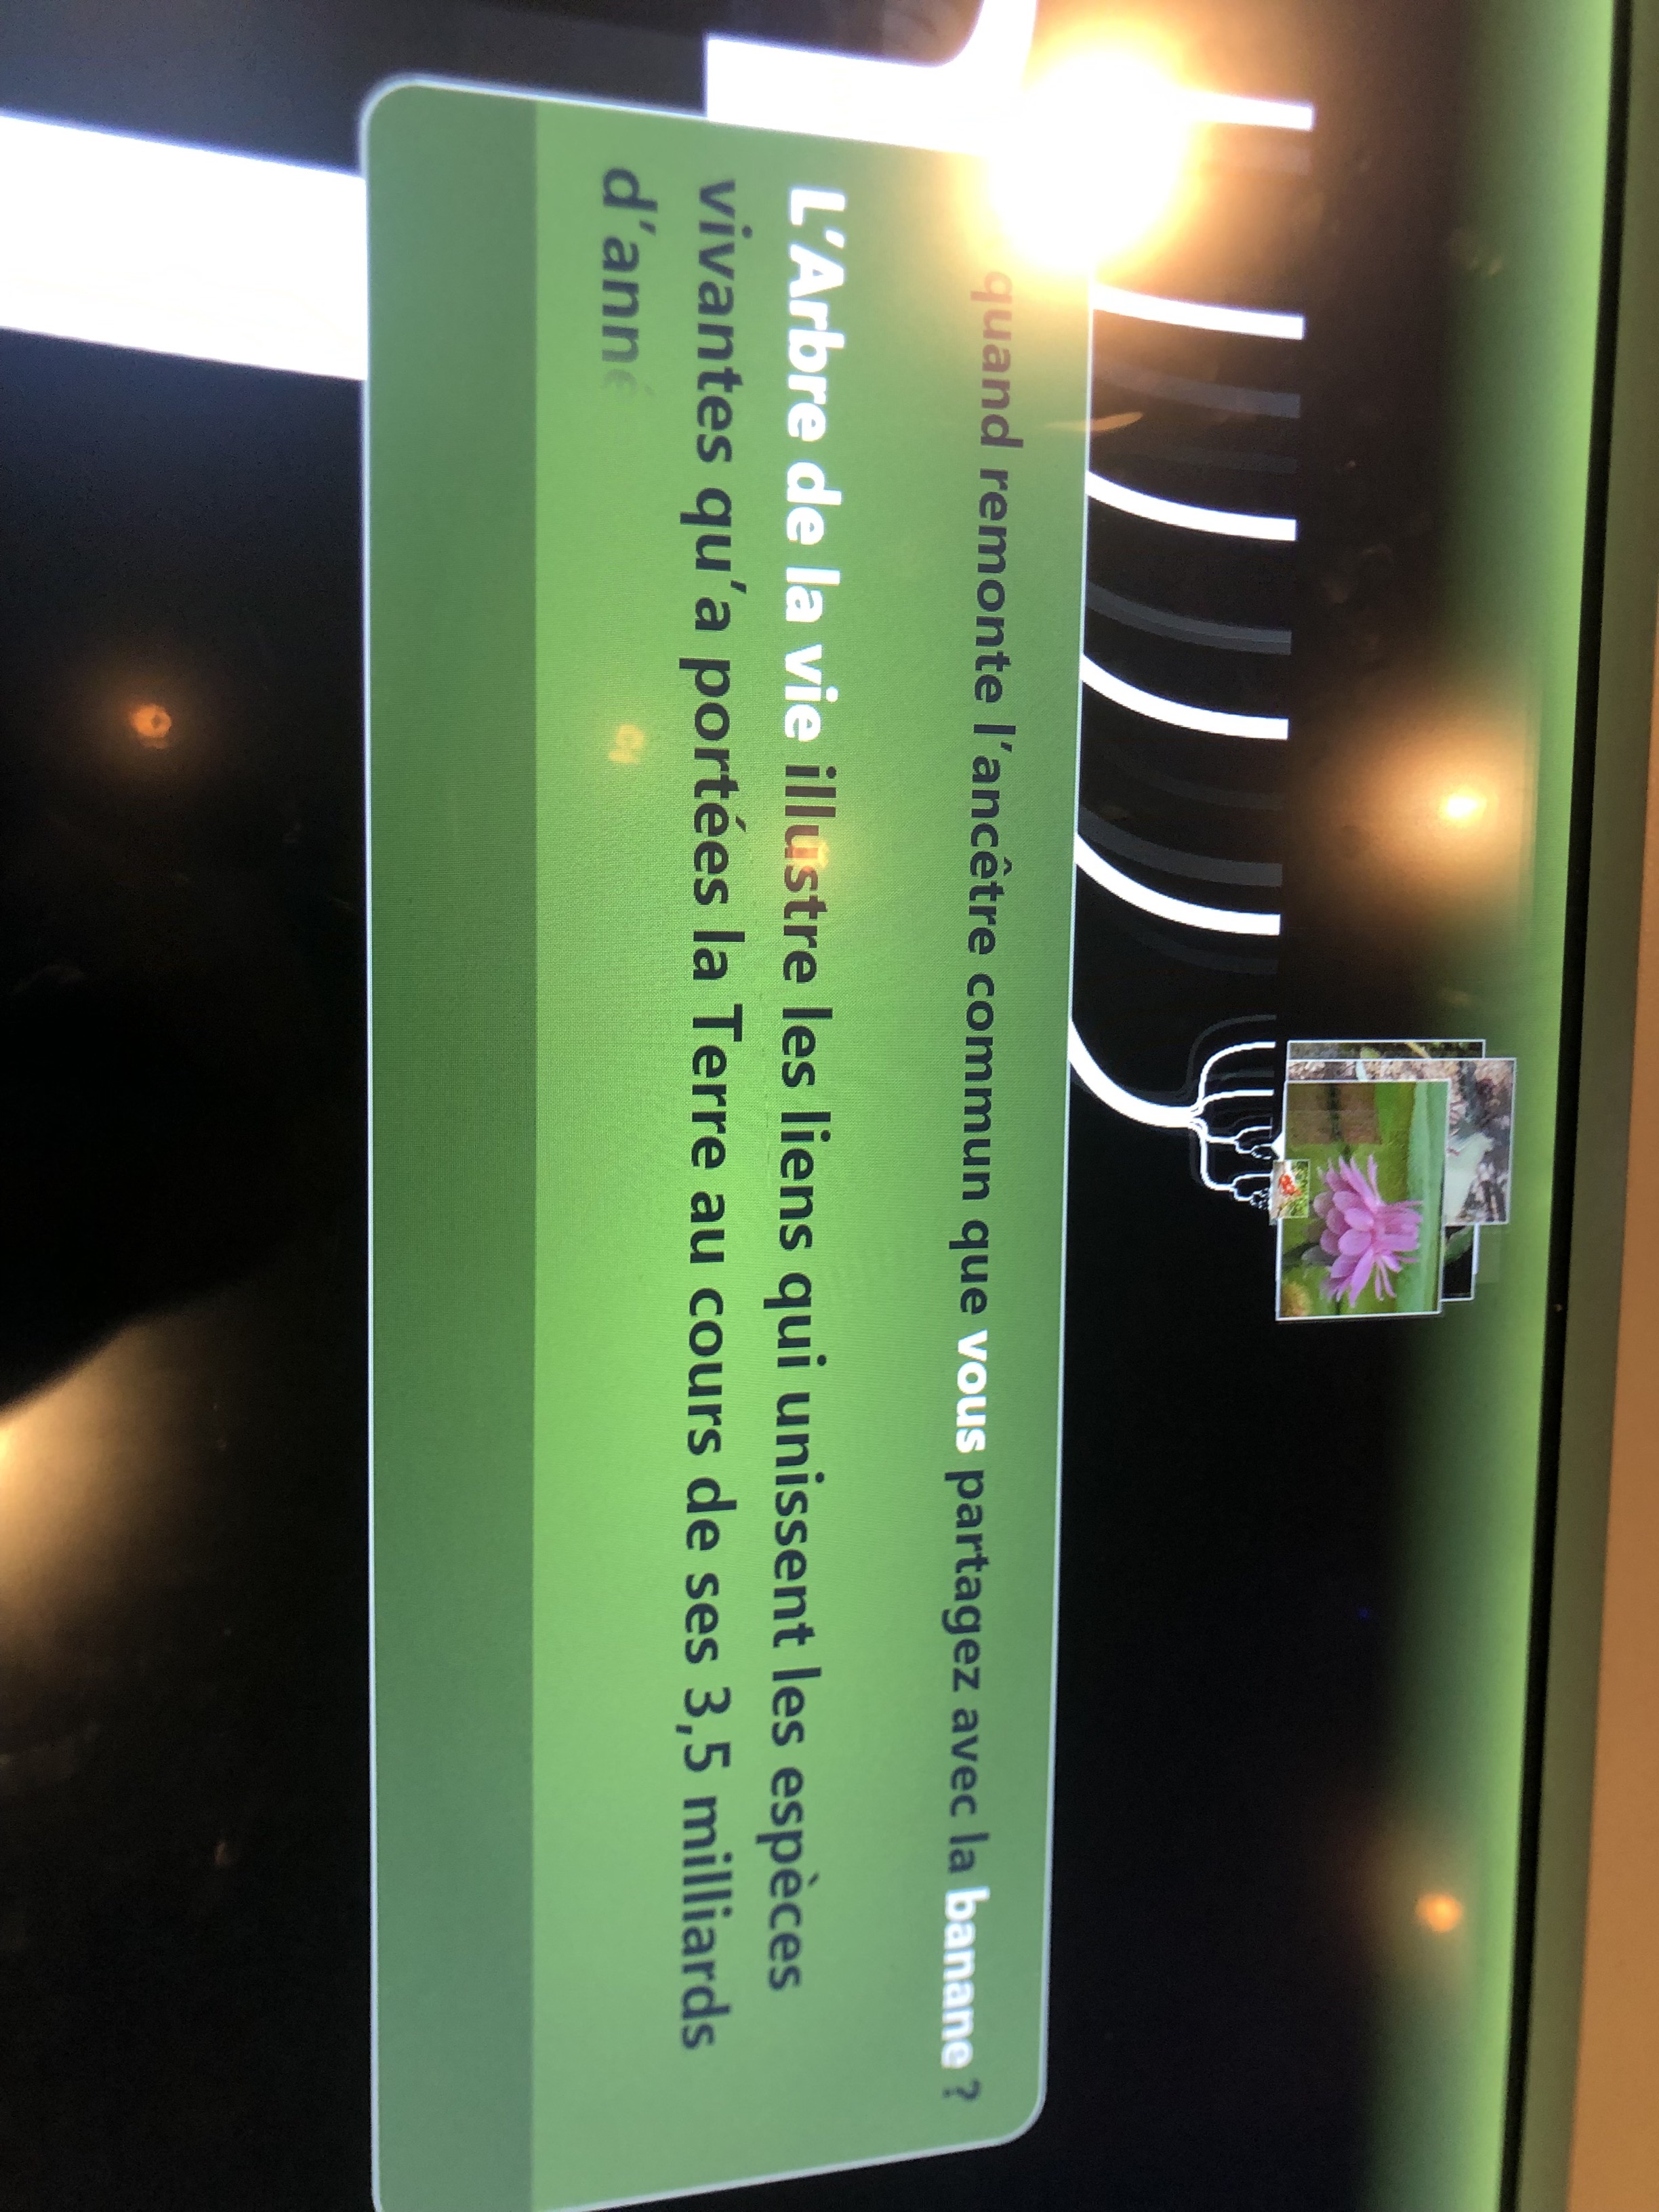 quand remonte l'ancêtre commun que vous partagez avec la banane ?
L'Arbre de la vie illustre les liens qui unissent les espèces
vivantes qu'a portées la Terre au cours de ses 3,5 milliards
d'anné